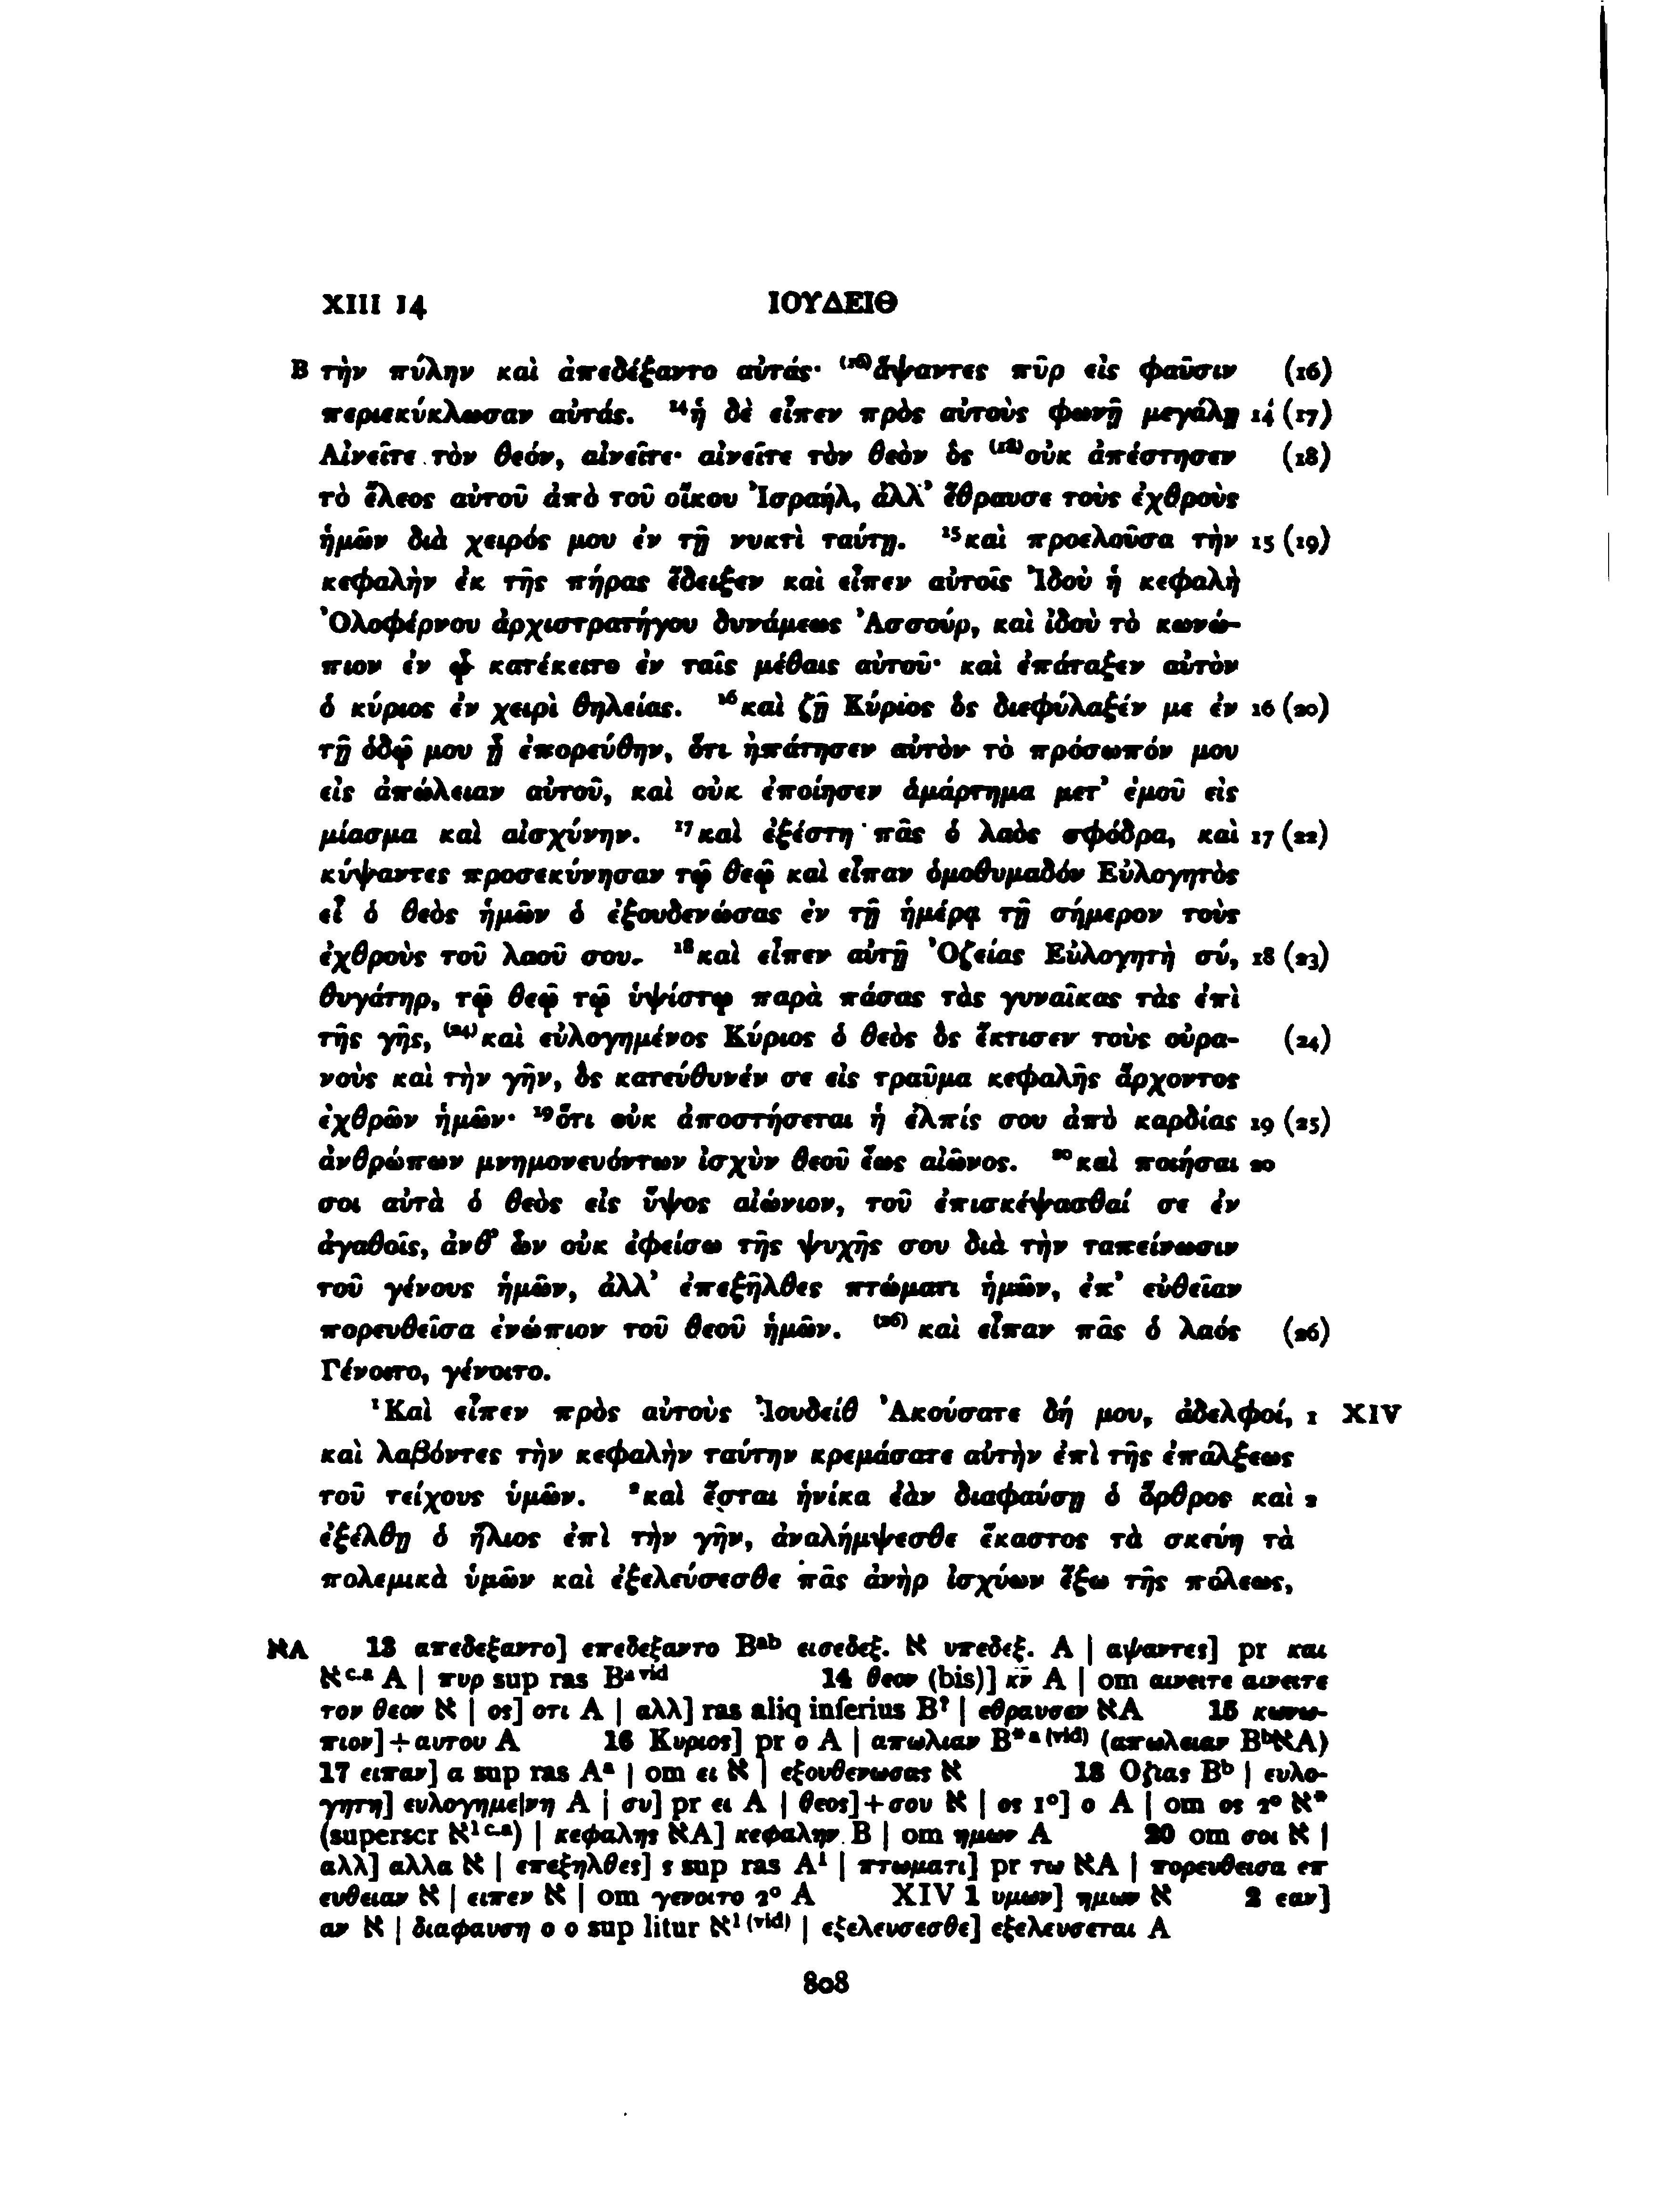 XIII 14 ΙΟΥΔΕΙΘ
B τὴν πύλην καὶ ἀπεδέξαντο αὐτάς· ⁽¹⁶⁾ἅψαντες πῦρ εἰς φαῦσιν (16)
περιεκύκλωσαν αὐτάς. ¹⁴ἡ δὲ εἶπεν πρὸς αὐτοὺς φωνῇ μεγάλῃ 14 (17)
Αἰνεῖτε τὸν θεόν, αἰνεῖτε· αἰνεῖτε τὸν θεὸν ὃς ⁽¹⁸⁾οὐκ ἀπέστησεν (18)
τὸ ἔλεος αὐτοῦ ἀπὸ τοῦ οἴκου Ἰσραήλ, ἀλλ’ ἔθραυσε τοὺς ἐχθροὺς
ἡμῶν διὰ χειρός μου ἐν τῇ νυκτὶ ταύτῃ. ¹⁵καὶ προελοῦσα τὴν 15 (19)
κεφαλὴν ἐκ τῆς πήρας ἔδειξεν καὶ εἶπεν αὐτοῖς Ἰδοὺ ἡ κεφαλὴ
Ὀλοφέρνου ἀρχιστρατήγου δυνάμεως Ἀσσούρ, καὶ ἰδοὺ τὸ κωνώ-
πιον ἐν ᾧ κατέκειτο ἐν ταῖς μέθαις αὐτοῦ· καὶ ἐπάταξεν αὐτὸν
ὁ κύριος ἐν χειρὶ θηλείας. ¹⁶καὶ ζῇ Κύριος ὃς διεφύλαξέν με ἐν 16 (20)
τῇ ὁδῷ μου ᾗ ἐπορεύθην, ὅτι ἠπάτησεν αὐτὸν τὸ πρόσωπόν μου
εἰς ἀπώλειαν αὐτοῦ, καὶ οὐκ ἐποίησεν ἁμάρτημα μετ’ ἐμοῦ εἰς
μίασμα καὶ αἰσχύνην. ¹⁷καὶ ἐξέστη πᾶς ὁ λαὸς σφόδρα, καὶ 17 (22)
κύψαντες προσεκύνησαν τῷ θεῷ καὶ εἶπαν ὁμοθυμαδόν Εὐλογητὸς
εἶ ὁ θεὸς ἡμῶν ὁ ἐξουδενώσας ἐν τῇ ἡμέρᾳ τῇ σήμερον τοὺς
ἐχθροὺς τοῦ λαοῦ σου. ¹⁸καὶ εἶπεν αὐτῇ Ὀζείας Εὐλογητὴ σύ, 18 (23)
θυγάτηρ, τῷ θεῷ τῷ ὑψίστῳ παρὰ πάσας τὰς γυναῖκας τὰς ἐπὶ
τῆς γῆς, ⁽²⁴⁾καὶ εὐλογημένος Κύριος ὁ θεὸς ὃς ἔκτισεν τοὺς οὐρα- (24)
νοὺς καὶ τὴν γῆν, ὃς κατεύθυνέν σε εἰς τραῦμα κεφαλῆς ἄρχοντος
ἐχθρῶν ἡμῶν· ¹⁹ὅτι οὐκ ἀποστήσεται ἡ ἐλπίς σου ἀπὸ καρδίας 19 (25)
ἀνθρώπων μνημονευόντων ἰσχὺν θεοῦ ἕως αἰῶνος. ²⁰καὶ ποιήσαι 20
σοι αὐτὰ ὁ θεὸς εἰς ὕψος αἰώνιον, τοῦ ἐπισκέψασθαί σε ἐν
ἀγαθοῖς, ἀνθ’ ὧν οὐκ ἐφείσω τῆς ψυχῆς σου διὰ τὴν ταπείνωσιν
τοῦ γένους ἡμῶν, ἀλλ’ ἐπεξῆλθες πτώματι ἡμῶν, ἐπ’ εὐθεῖαν
πορευθεῖσα ἐνώπιον τοῦ θεοῦ ἡμῶν. ⁽²⁶⁾ καὶ εἶπαν πᾶς ὁ λαός (26)
Γένοιτο, γένοιτο.
¹Καὶ εἶπεν πρὸς αὐτοὺς Ἰουδείθ Ἀκούσατε δή μου, ἀδελφοί, 1 XIV
καὶ λαβόντες τὴν κεφαλὴν ταύτην κρεμάσατε αὐτὴν ἐπὶ τῆς ἐπάλξεως
τοῦ τείχους ὑμῶν. ²καὶ ἔσται ἡνίκα ἐὰν διαφαύσῃ ὁ ὄρθρος καὶ 2
ἐξέλθῃ ὁ ἥλιος ἐπὶ τὴν γῆν, ἀναλήμψεσθε ἕκαστος τὰ σκεύη τὰ
πολεμικὰ ὑμῶν καὶ ἐξελεύσεσθε πᾶς ἀνὴρ ἰσχύων ἔξω τῆς πόλεως,
אA 13 απεδεξαντο] επεδεξαντο Bᵃᵇ εισεδεξ. א υπεδεξ. A | αψαντες] pr και
אᶜ·ᵃ A | πυρ sup ras Bᵃ ᵛⁱᵈ 14 θεον (bis)] κν̄ A | om αινειτε αινειτε
τον θεον א | ος] οτι A | αλλ] ras aliq inferius B? | εθραυσεν אA 15 κωνω-
πιον]+αυτου A 16 Κυριος] pr ο A | απωλιαν B*ᵃ⁽ᵛⁱᵈ⁾ (απωλειαν BᵇאA)
17 ειπαν] α sup ras Aᵃ | om ει א | εξουθενωσας א 18 Οζιας Bᵇ | ευλο-
γητη] ευλογημε|νη A | συ] pr ει A | θεος]+σου א | ος 1°] ο A | om ος 2° א*
(superscr א¹ ᶜ·ᵃ) | κεφαλης אA] κεφαλην B | om ημων A 20 om σοι א |
αλλ] αλλα א | επεξηλθες] ς sup ras A¹ | πτωματι] pr τω אA | πορευθεισα επ
ευθειαν א | ειπεν א | om γενοιτο 2° A XIV 1 υμων] ημων א 2 εαν]
αν א | διαφαυση ο ο sup litur א¹⁽ᵛⁱᵈ⁾ | εξελευσεσθε] εξελευσεται A
808